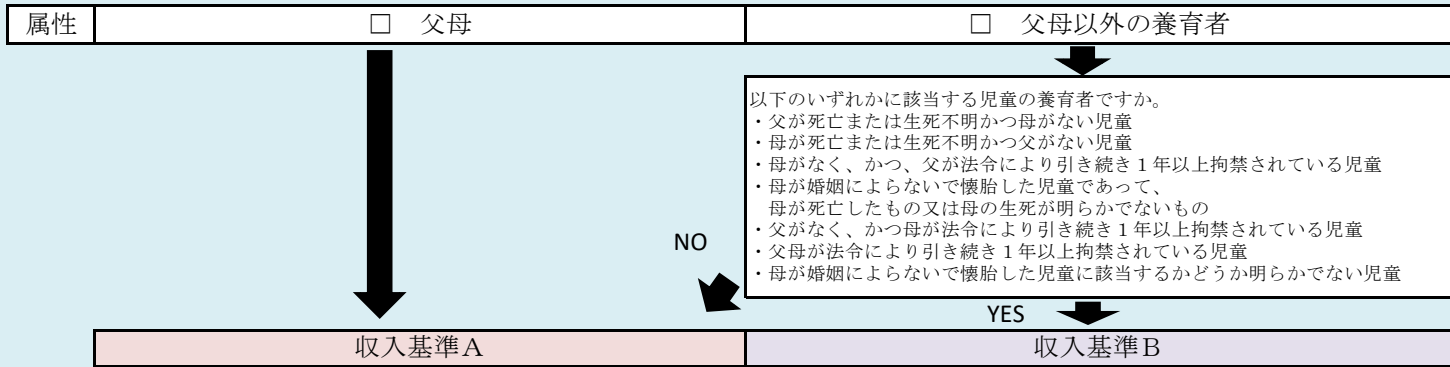 属性
□ 父母
□ 父母以外の養育者
以下のいずれかに該当する児童の養育者ですか。
・父が死亡または生死不明かつ母がない児童
・母が死亡または生死不明かつ父がない児童
・母がなく、かつ、父が法令により引き続き１年以上拘禁されている児童
・母が婚姻によらないで懐胎した児童であって、
母が死亡したもの又は母の生死が明らかでないもの
・父がなく、かつ母が法令により引き続き１年以上拘禁されている児童
・父母が法令により引き続き１年以上拘禁されている児童
・母が婚姻によらないで懐胎した児童に該当するかどうか明らかでない児童
NO
YES
収入基準Ａ
収入基準Ｂ